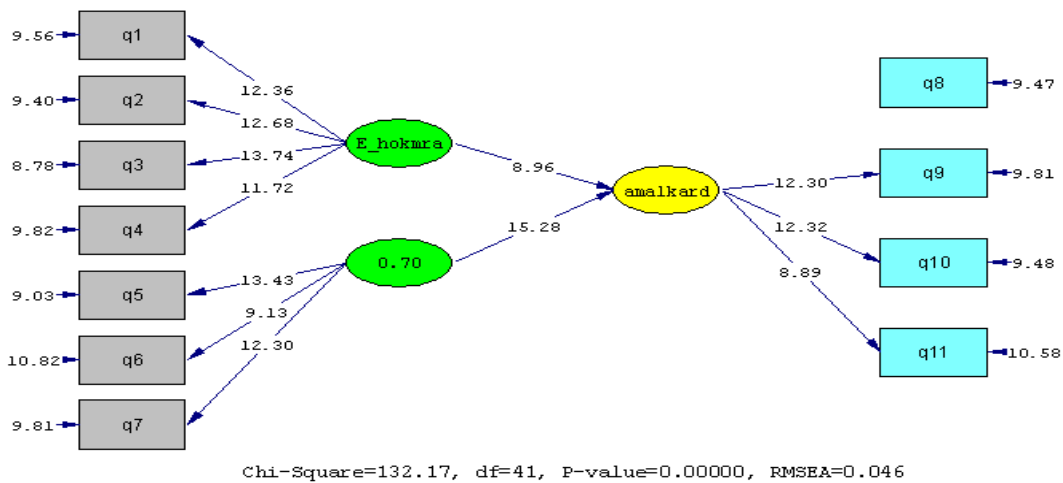 9.56 q1
9.40 q2
8.78 q3
9.82 q4
9.03 q5
10.82 q6
9.81 q7
12.36
12.68
13.74
11.72
13.43
9.13
12.30
E_hokmra
0.70
8.96
15.28
amalkard
12.30
12.32
8.89
q8 9.47
q9 9.81
q10 9.48
q11 10.58
Chi-Square=132.17, df=41, P-value=0.00000, RMSEA=0.046